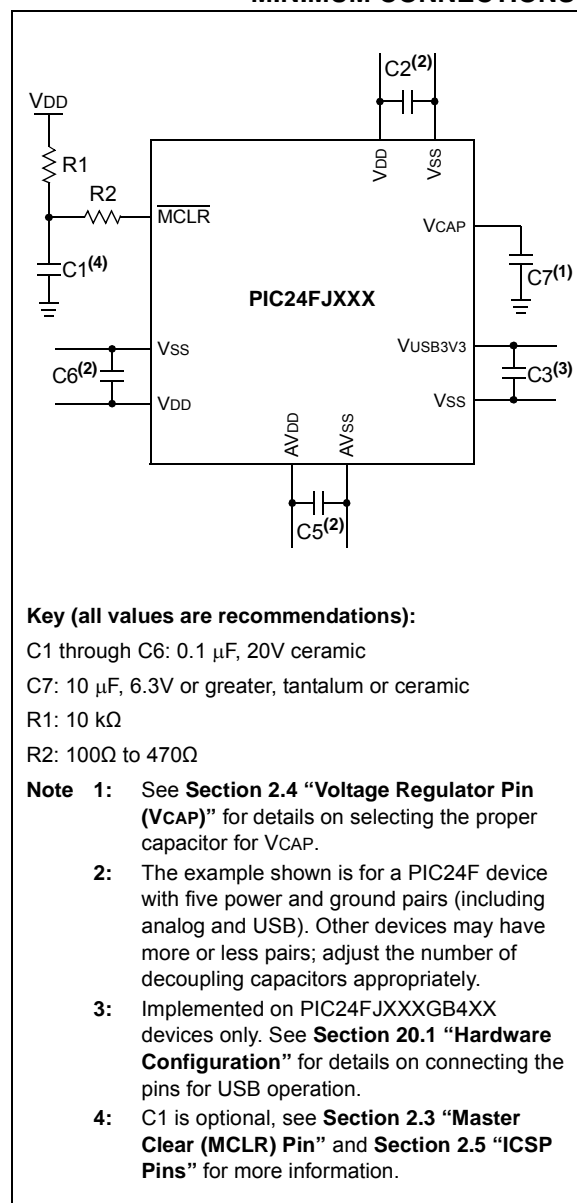 C2(2)
VDD
R1
R2
C1(4)
MCLR
VDD
VSS
VCAP
C7(1)
PIC24FJXXX
VSS
C6(2)
VDD
VUSB3V3
C3(3)
VSS
AVDD
AVSS
C5(2)
Key (all values are recommendations):
C1 through C6: 0.1 μF, 20V ceramic
C7: 10 μF, 6.3V or greater, tantalum or ceramic
R1: 10 kΩ
R2: 100Ω to 470Ω
Note 1: See Section 2.4 “Voltage Regulator Pin
(VCAP)” for details on selecting the proper
capacitor for VCAP.
2: The example shown is for a PIC24F device
with five power and ground pairs (including
analog and USB). Other devices may have
more or less pairs; adjust the number of
decoupling capacitors appropriately.
3: Implemented on PIC24FJXXXGB4XX
devices only. See Section 20.1 “Hardware
Configuration” for details on connecting the
pins for USB operation.
4: C1 is optional, see Section 2.3 “Master
Clear (MCLR) Pin” and Section 2.5 “ICSP
Pins” for more information.